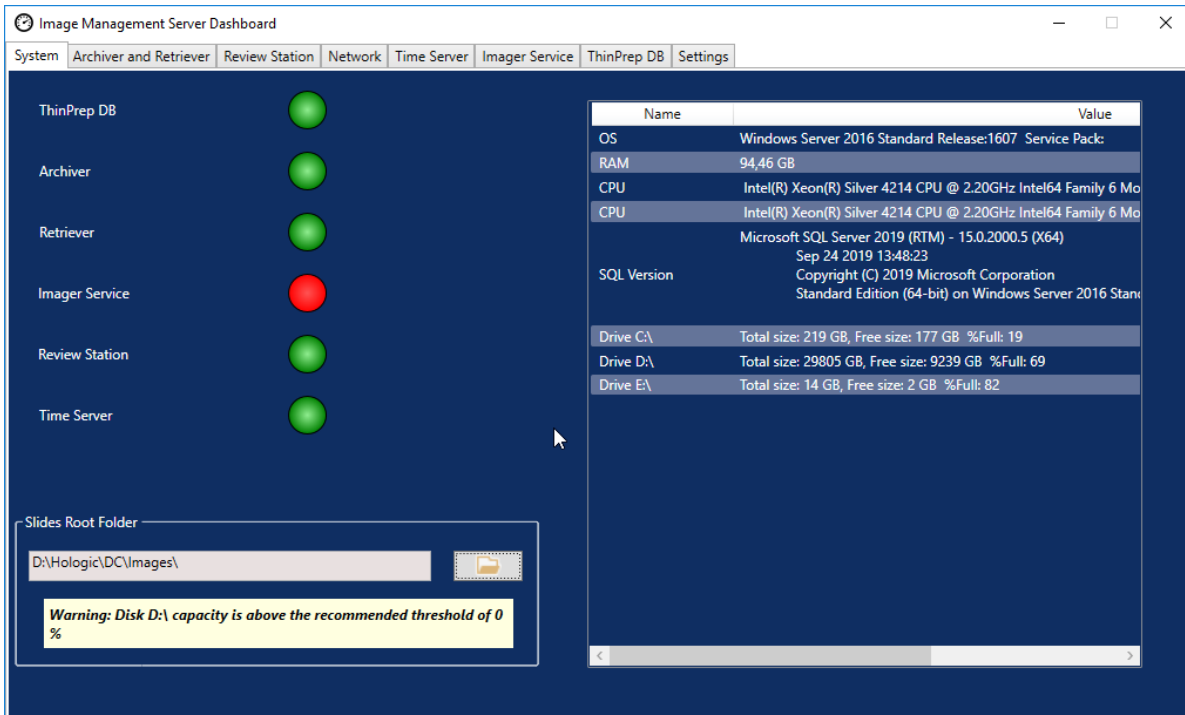 Image Management Server Dashboard
System Archiver and Retriever Review Station Network Time Server Imager Service ThinPrep DB Settings
ThinPrep DB
Archiver
Retriever
Imager Service
Review Station
Time Server
Slides Root Folder
D:\Hologic\DC\Images\
Warning: Disk D:\ capacity is above the recommended threshold of 0
%
Name Value
OS Windows Server 2016 Standard Release:1607 Service Pack:
RAM 94,46 GB
CPU Intel(R) Xeon(R) Silver 4214 CPU @ 2.20GHz Intel64 Family 6 Mo
CPU Intel(R) Xeon(R) Silver 4214 CPU @ 2.20GHz Intel64 Family 6 Mo
Microsoft SQL Server 2019 (RTM) - 15.0.2000.5 (X64)
Sep 24 2019 13:48:23
SQL Version Copyright (C) 2019 Microsoft Corporation
Standard Edition (64-bit) on Windows Server 2016 Stan
Drive C:\ Total size: 219 GB, Free size: 177 GB %Full: 19
Drive D:\ Total size: 29805 GB, Free size: 9239 GB %Full: 69
Drive E:\ Total size: 14 GB, Free size: 2 GB %Full: 82